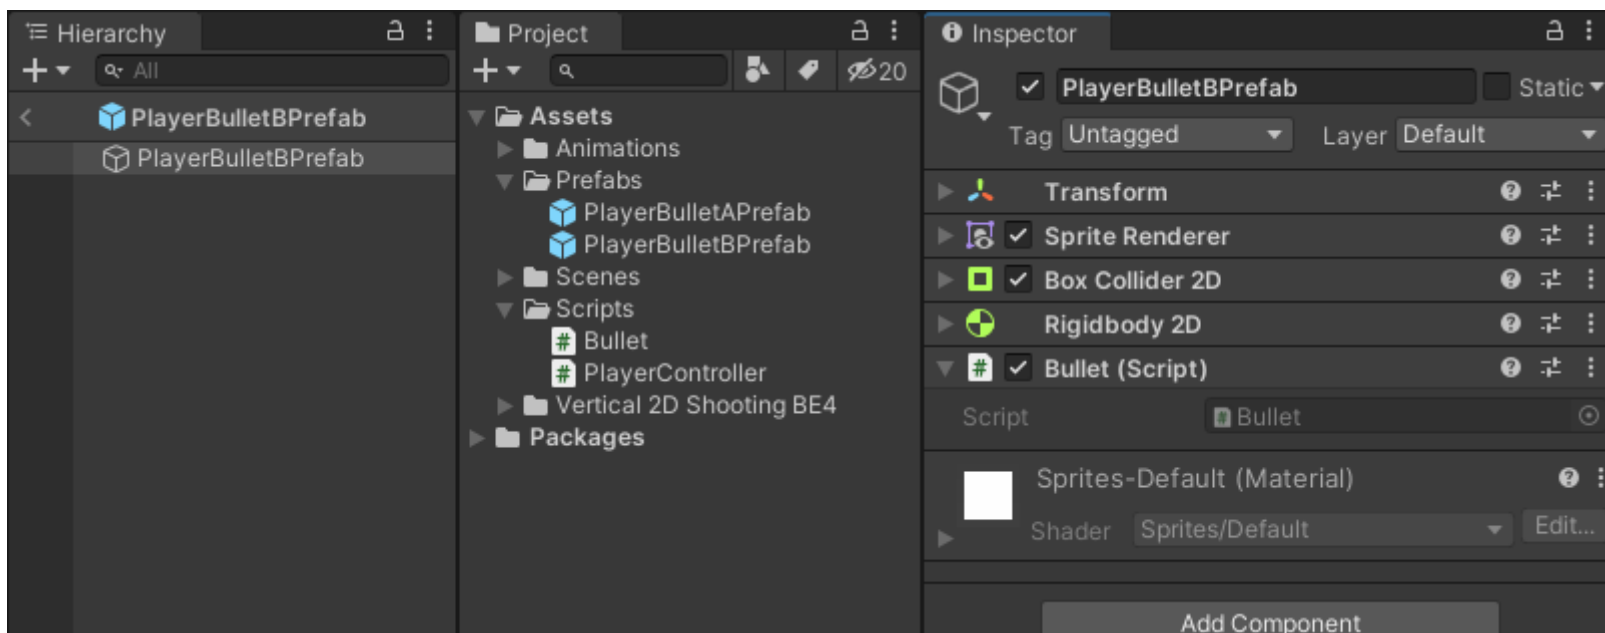 Hierarchy
All
PlayerBulletBPrefab
PlayerBulletBPrefab
Project
20
Assets
Animations
Prefabs
PlayerBulletAPrefab
PlayerBulletBPrefab
Scenes
Scripts
Bullet
PlayerController
Vertical 2D Shooting BE4
Packages
Inspector
PlayerBulletBPrefab Static
Tag Untagged Layer Default
Transform
Sprite Renderer
Box Collider 2D
Rigidbody 2D
Bullet (Script)
Script Bullet
Sprites-Default (Material)
Shader Sprites/Default Edit...
Add Component